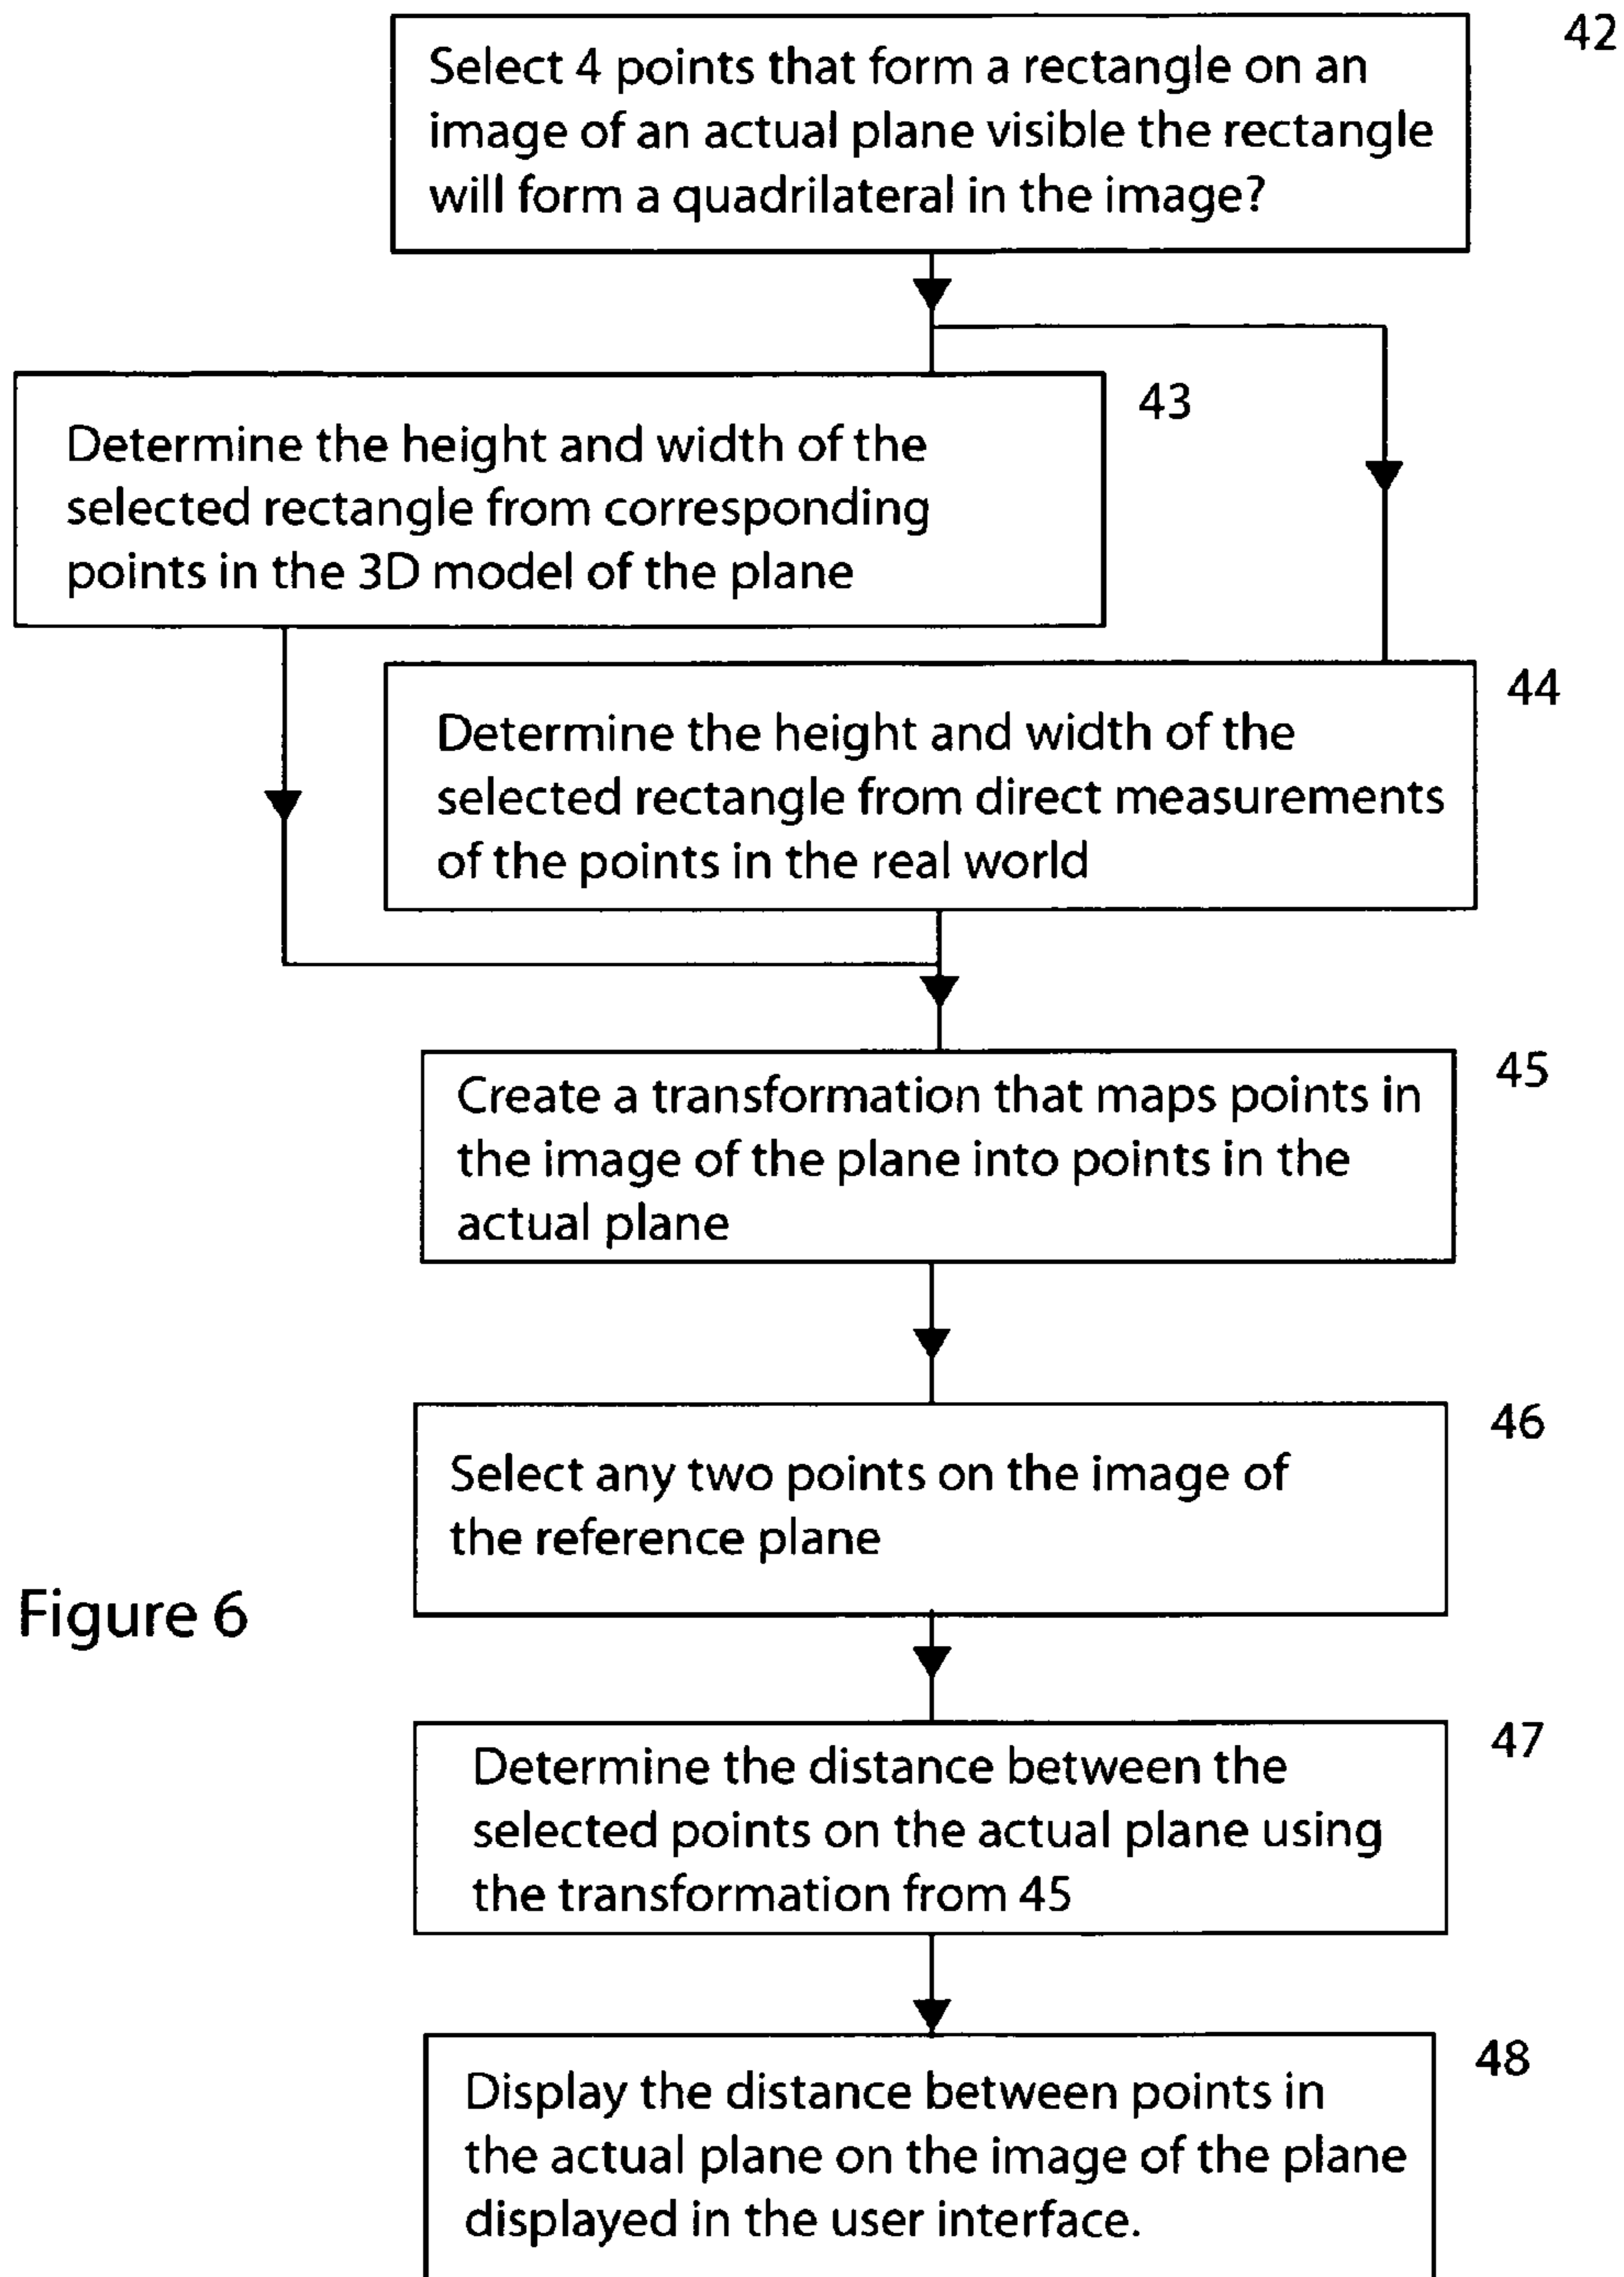 42
Select 4 points that form a rectangle on an
image of an actual plane visible the rectangle
will form a quadrilateral in the image?
43
Determine the height and width of the
selected rectangle from corresponding
points in the 3D model of the plane
44
Determine the height and width of the
selected rectangle from direct measurements
of the points in the real world
45
Create a transformation that maps points in
the image of the plane into points in the
actual plane
46
Select any two points on the image of
the reference plane
Figure 6
47
Determine the distance between the
selected points on the actual plane using
the transformation from 45
48
Display the distance between points in
the actual plane on the image of the plane
displayed in the user interface.